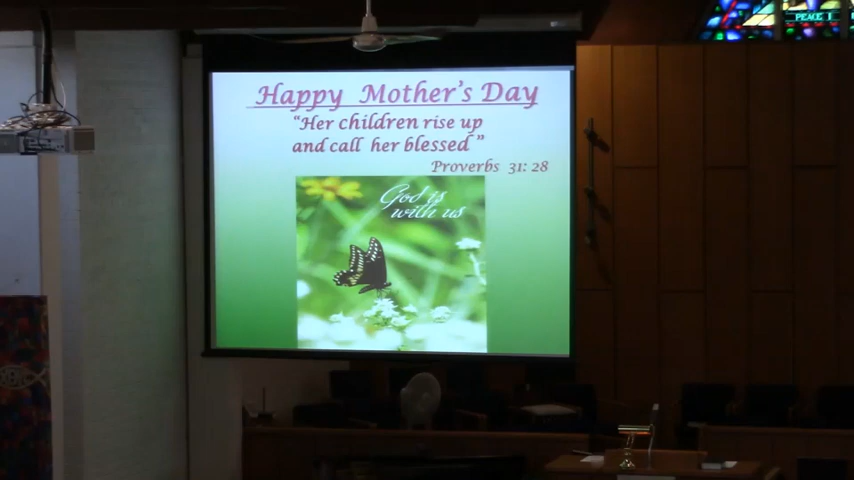 PEACE I
Happy Mother's Day
"Her children rise up
and call her blessed"
Proverbs 31: 28
God is
with us